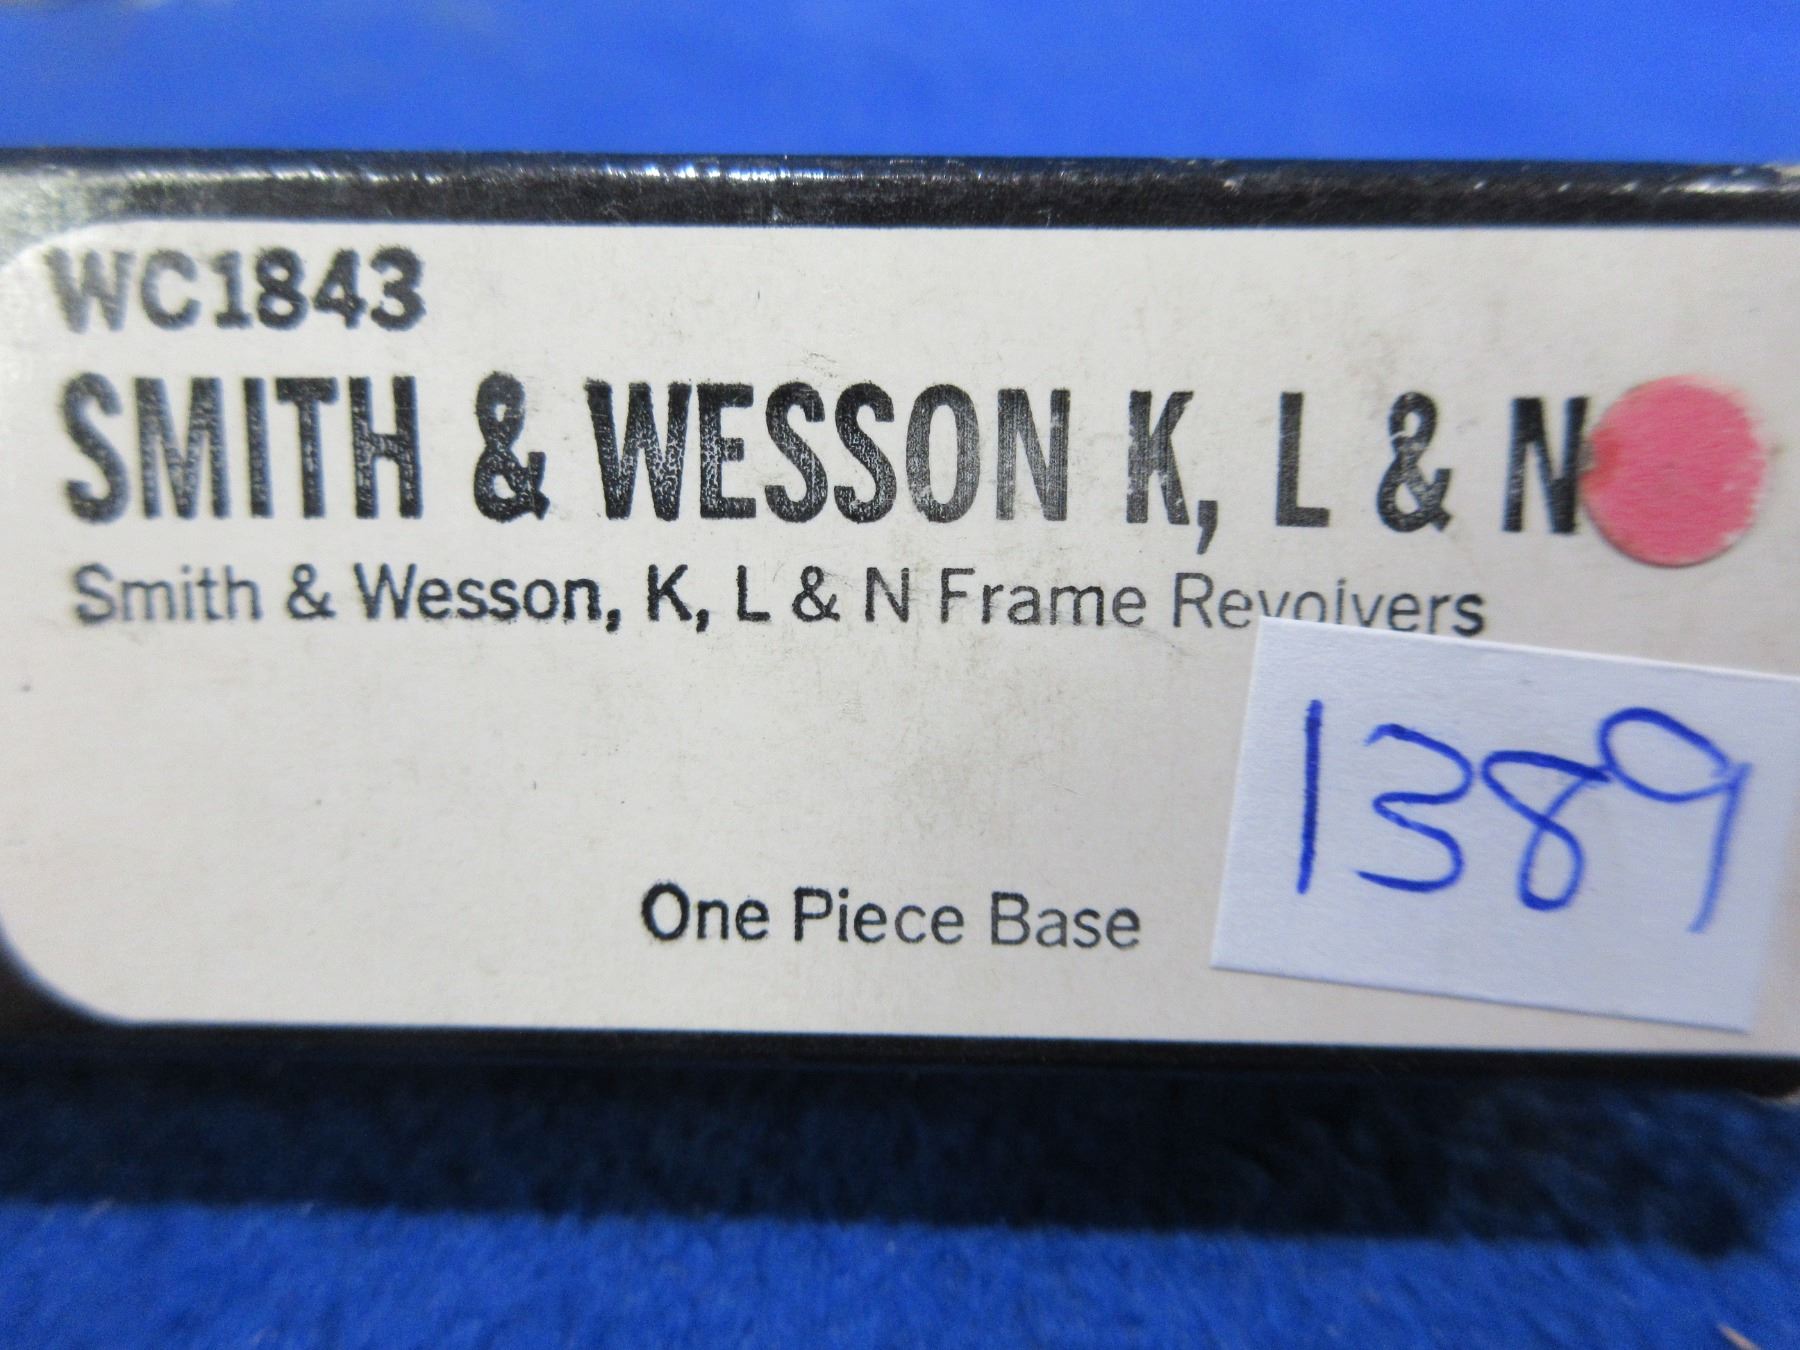 WC1843
SMITH & WESSON K, L & N
Smith & Wesson, K, L & N Frame Revolvers
1389
One Piece Base